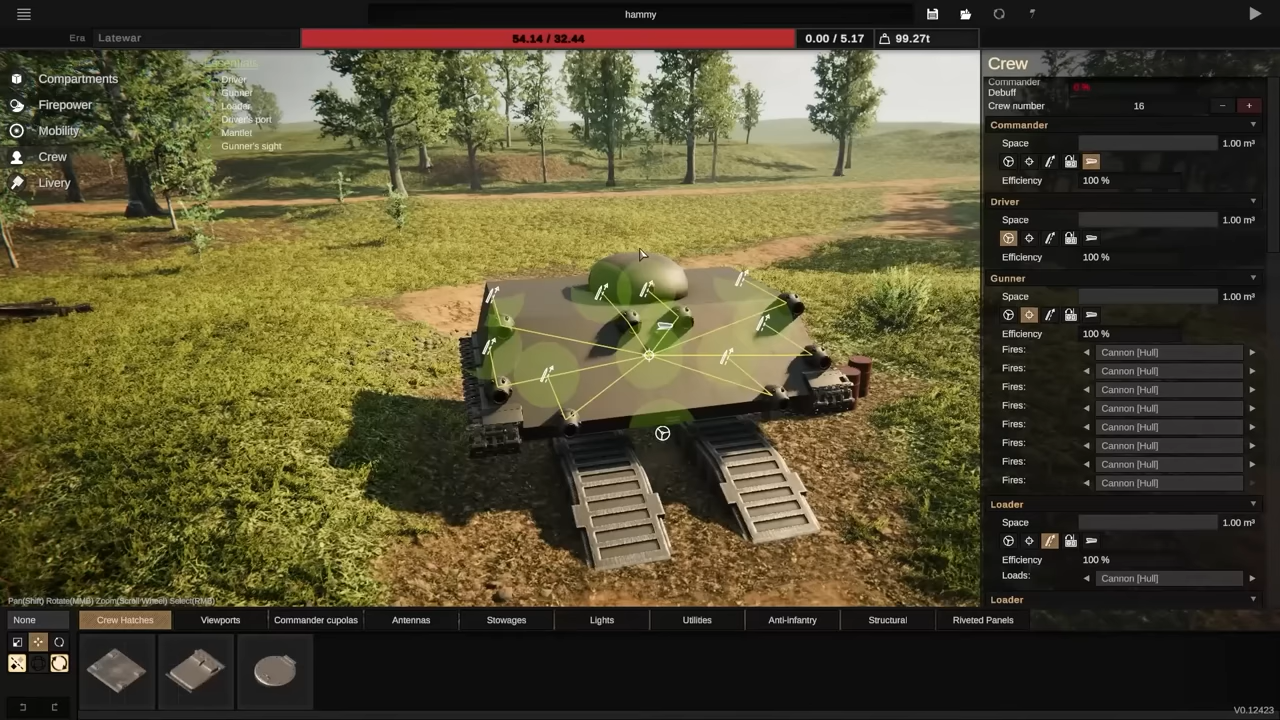 hammy
Era Latewar
54.14 / 32.44
0.00 / 5.17
99.27t
Compartments
Firepower
Mobility
Crew
Livery
Driver
Gunner
Loader
Driver's port
Mantlet
Gunner's sight
Crew
Commander
Debuff
0 %
Crew number 16 − +
Commander
Space 1.00 m³
Efficiency 100 %
Driver
Space 1.00 m³
Efficiency 100 %
Gunner
Space 1.00 m³
Efficiency 100 %
Fires: Cannon [Hull]
Fires: Cannon [Hull]
Fires: Cannon [Hull]
Fires: Cannon [Hull]
Fires: Cannon [Hull]
Fires: Cannon [Hull]
Fires: Cannon [Hull]
Fires: Cannon [Hull]
Loader
Space 1.00 m³
Efficiency 100 %
Loads: Cannon [Hull]
Loader
Pan(Shift) Rotate(MMB) Zoom(Scroll Wheel) Select(RMB)
None
Crew Hatches
Viewports
Commander cupolas
Antennas
Stowages
Lights
Utilities
Anti-infantry
Structural
Riveted Panels
V0.12423